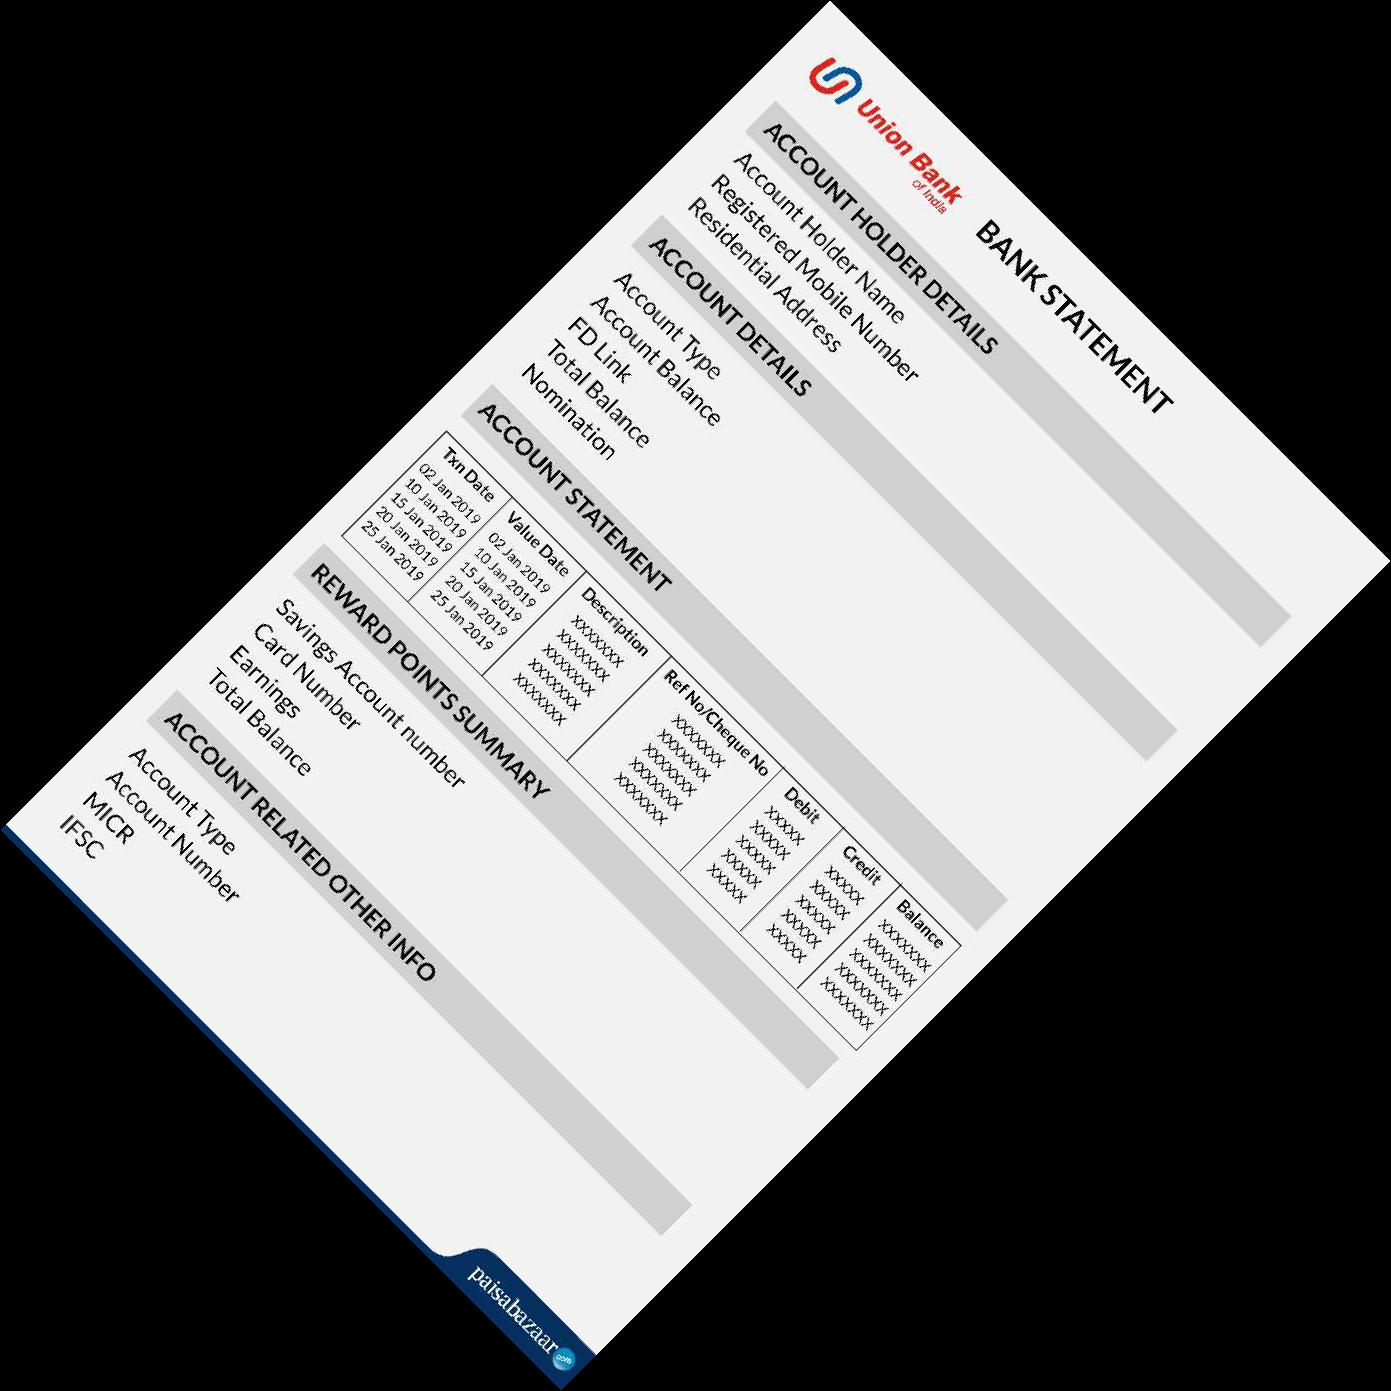 Union Bank
of India
BANK STATEMENT
ACCOUNT HOLDER DETAILS
Account Holder Name
Registered Mobile Number
Residential Address
ACCOUNT DETAILS
Account Type
Account Balance
FD Link
Total Balance
Nomination
ACCOUNT STATEMENT
Txn Date Value Date Description Ref No/Cheque No Debit Credit Balance
02 Jan 2019 02 Jan 2019 XXXXXXX XXXXXXX XXXXX XXXXX XXXXXXX
10 Jan 2019 10 Jan 2019 XXXXXXX XXXXXXX XXXXX XXXXX XXXXXXX
15 Jan 2019 15 Jan 2019 XXXXXXX XXXXXXX XXXXX XXXXX XXXXXXX
20 Jan 2019 20 Jan 2019 XXXXXXX XXXXXXX XXXXX XXXXX XXXXXXX
25 Jan 2019 25 Jan 2019 XXXXXXX XXXXXXX XXXXX XXXXX XXXXXXX
REWARD POINTS SUMMARY
Savings Account number
Card Number
Earnings
Total Balance
ACCOUNT RELATED OTHER INFO
Account Type
Account Number
MICR
IFSC
paisabazaar com